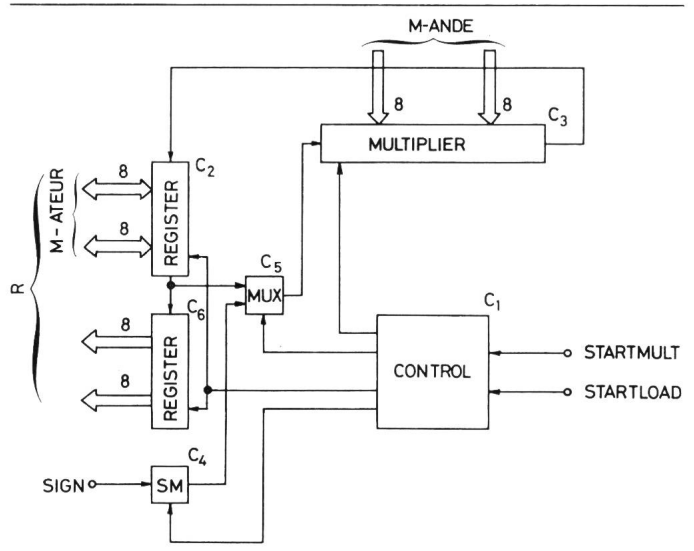 M-ANDE
8 8
C3
MULTIPLIER
C2
8
REGISTER
M-ATEUR
8
R
C5
MUX
C6
8
REGISTER
8
C1
CONTROL
STARTMULT
STARTLOAD
C4
SIGN
SM